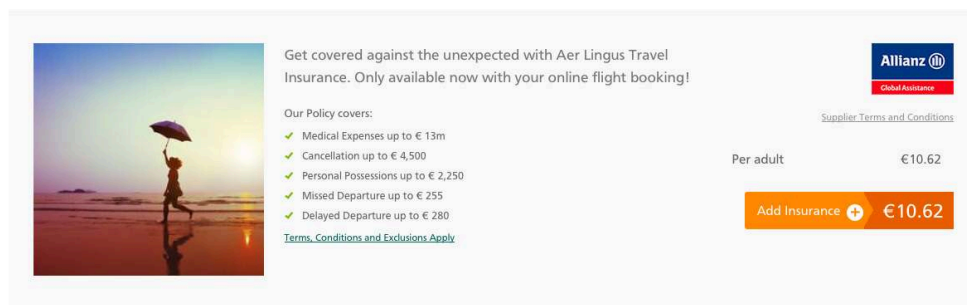 Get covered against the unexpected with Aer Lingus Travel
Insurance. Only available now with your online flight booking!
Our Policy covers:
Medical Expenses up to € 13m
Cancellation up to € 4,500
Personal Possessions up to € 2,250
Missed Departure up to € 255
Delayed Departure up to € 280
Terms, Conditions and Exclusions Apply
Allianz
Global Assistance
Supplier Terms and Conditions
Per adult €10.62
Add Insurance €10.62